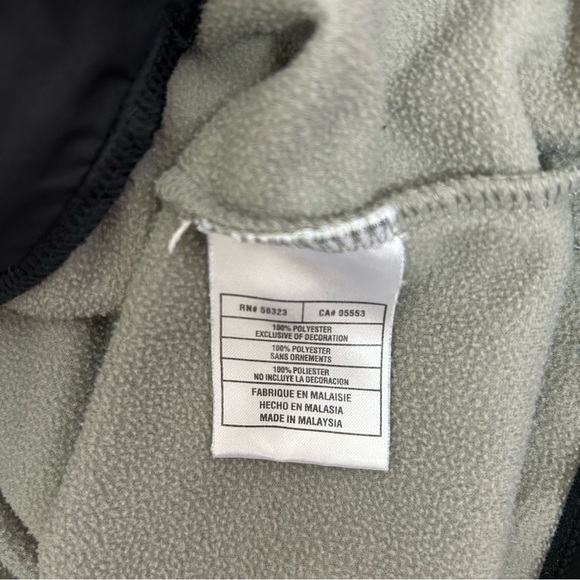 RN# 56323 CA# 05553
100% POLYESTER
EXCLUSIVE OF DECORATION
100% POLYESTER
SANS ORNEMENTS
100% POLIESTER
NO INCLUYE LA DECORACION
FABRIQUE EN MALAISIE
HECHO EN MALASIA
MADE IN MALAYSIA